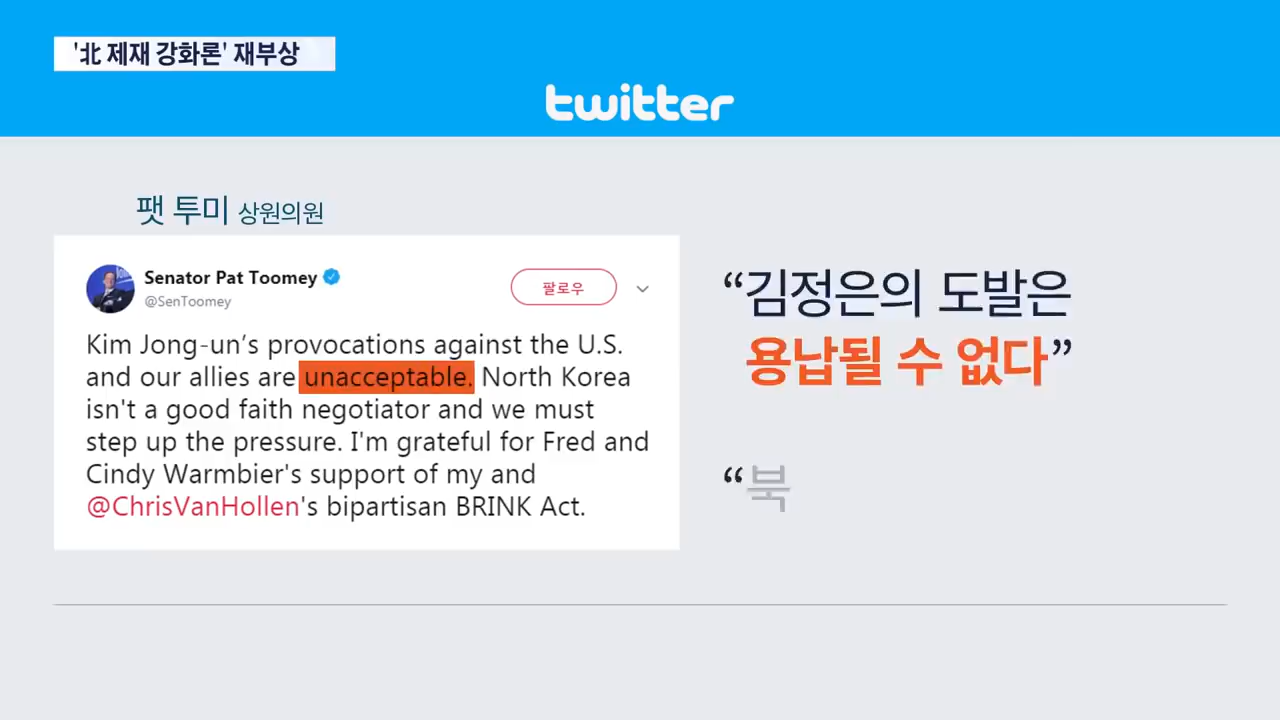 '北 제재 강화론' 재부상
twitter
팻 투미 상원의원
Senator Pat Toomey
@SenToomey
팔로우
Kim Jong-un’s provocations against the U.S.
and our allies are unacceptable. North Korea
isn't a good faith negotiator and we must
step up the pressure. I'm grateful for Fred and
Cindy Warmbier's support of my and
@ChrisVanHollen's bipartisan BRINK Act.
“김정은의 도발은
용납될 수 없다”
“북